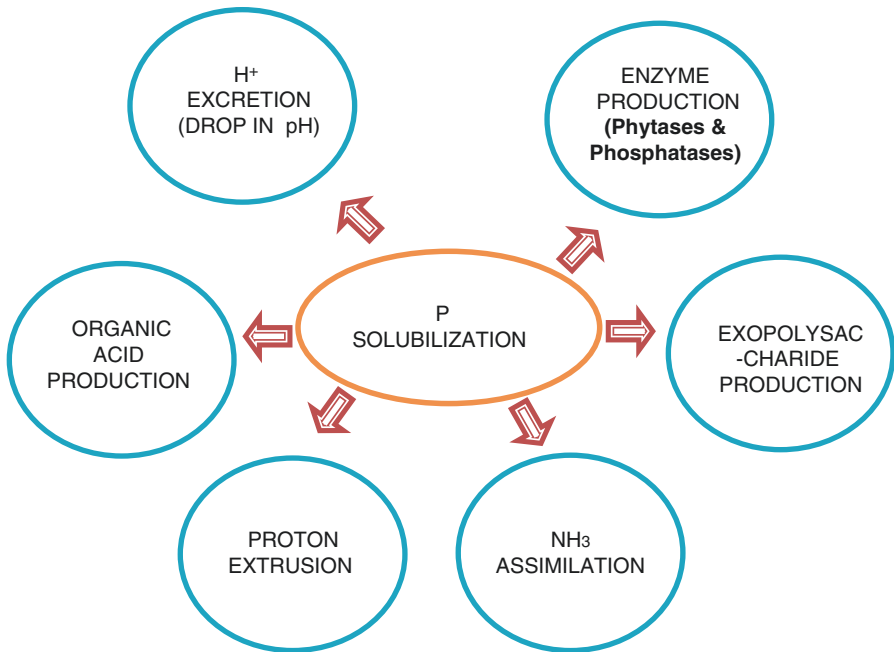 H+
EXCRETION
(DROP IN pH)
ENZYME
PRODUCTION
(Phytases &
Phosphatases)
P
SOLUBILIZATION
ORGANIC
ACID
PRODUCTION
EXOPOLYSAC
-CHARIDE
PRODUCTION
PROTON
EXTRUSION
NH3
ASSIMILATION